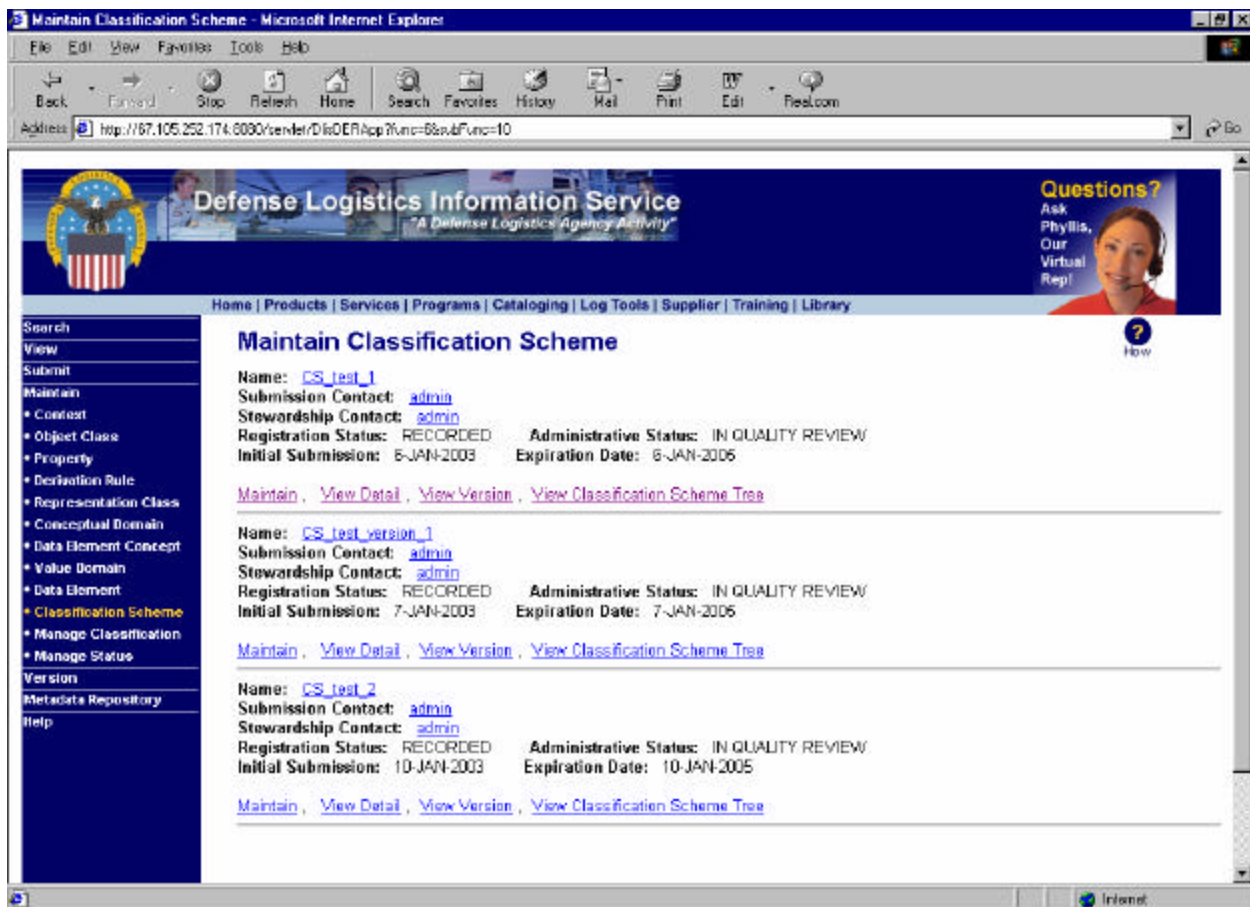 Maintain Classification Scheme - Microsoft Internet Explorer
File Edit View Favorites Tools Help
Back Forward Stop Refresh Home Search Favorites History Mail Print Edit Real.com
Address http://67.105.252.174:8080/servlet/DlisDERApp?func=6&subFunc=10 Go
Defense Logistics Information Service
"A Defense Logistics Agency Activity"
Questions?
Ask
Phyllis,
Our
Virtual
Rep!
Home | Products | Services | Programs | Cataloging | Log Tools | Supplier | Training | Library
Search
View
Submit
Maintain
• Context
• Object Class
• Property
• Derivation Rule
• Representation Class
• Conceptual Domain
• Data Element Concept
• Value Domain
• Data Element
• Classification Scheme
• Manage Classification
• Manage Status
Version
Metadata Repository
Help
Maintain Classification Scheme
?
How
Name: CS_test_1
Submission Contact: admin
Stewardship Contact: admin
Registration Status: RECORDED Administrative Status: IN QUALITY REVIEW
Initial Submission: 6-JAN-2003 Expiration Date: 6-JAN-2005
Maintain , View Detail , View Version , View Classification Scheme Tree
Name: CS_test_version_1
Submission Contact: admin
Stewardship Contact: admin
Registration Status: RECORDED Administrative Status: IN QUALITY REVIEW
Initial Submission: 7-JAN-2003 Expiration Date: 7-JAN-2005
Maintain , View Detail , View Version , View Classification Scheme Tree
Name: CS_test_2
Submission Contact: admin
Stewardship Contact: admin
Registration Status: RECORDED Administrative Status: IN QUALITY REVIEW
Initial Submission: 10-JAN-2003 Expiration Date: 10-JAN-2005
Maintain , View Detail , View Version , View Classification Scheme Tree
Internet